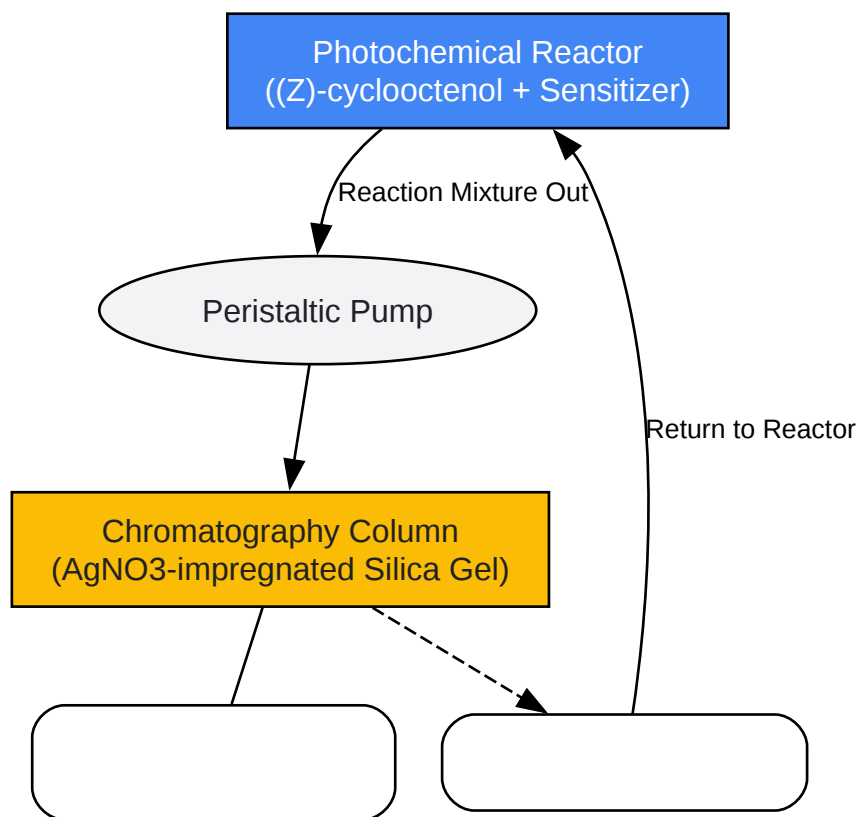 Photochemical Reactor
((Z)-cyclooctenol + Sensitizer)
Reaction Mixture Out
Peristaltic Pump
Return to Reactor
Chromatography Column
(AgNO3-impregnated Silica Gel)